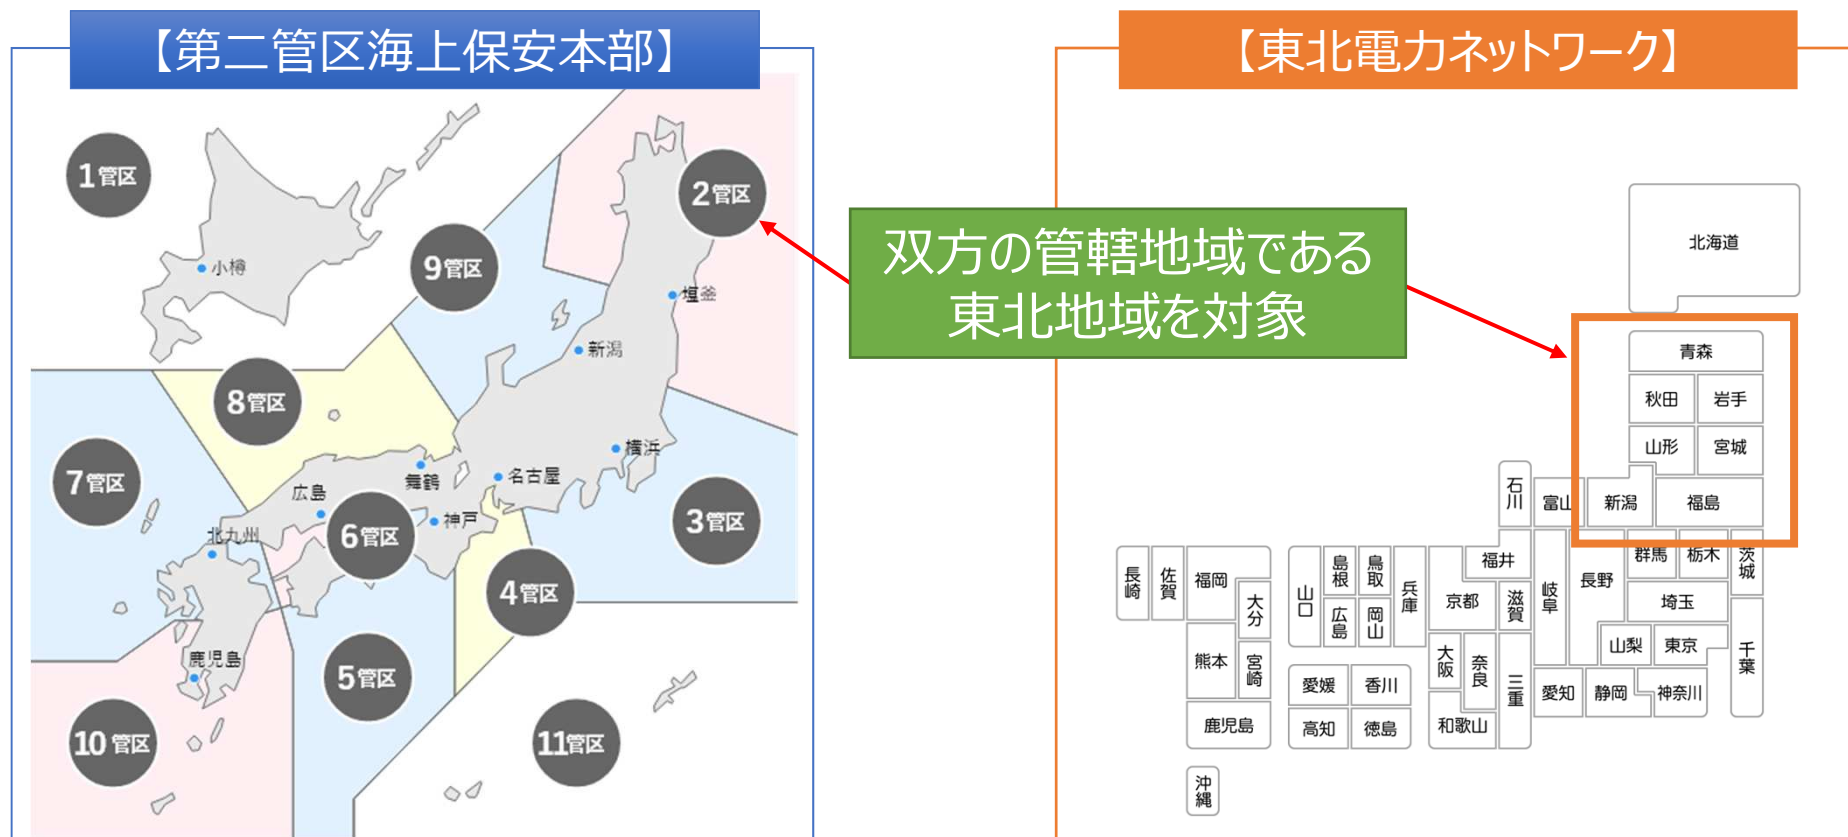 【第二管区海上保安本部】
1管区
2管区
9管区
小樽
塩釜
新潟
8管区
横浜
7管区
舞鶴
名古屋
広島
3管区
6管区
神戸
北九州
4管区
鹿児島
5管区
10管区
11管区
双方の管轄地域である
東北地域を対象
【東北電力ネットワーク】
北海道
青森
秋田
岩手
山形
宮城
石川
富山
新潟
福島
群馬
栃木
茨城
福井
長崎
佐賀
福岡
大分
山口
島根
鳥取
兵庫
京都
滋賀
岐阜
長野
埼玉
広島
岡山
山梨
東京
千葉
熊本
宮崎
大阪
奈良
三重
愛媛
香川
愛知
静岡
神奈川
鹿児島
高知
徳島
和歌山
沖縄